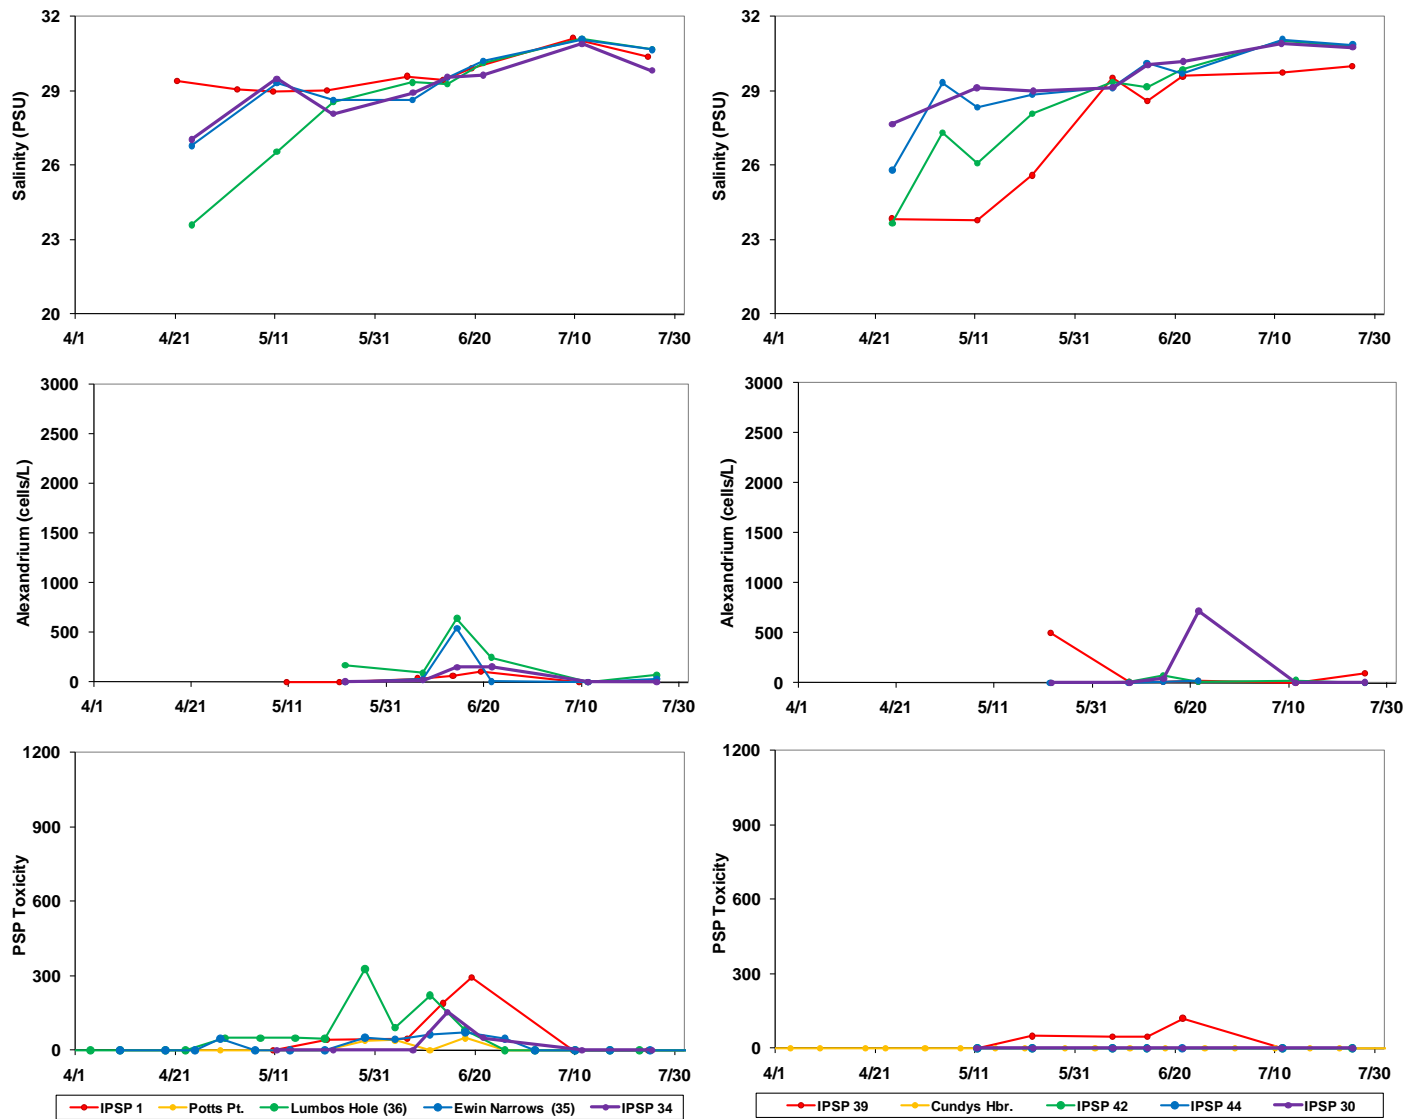 32
29
26
23
20
Salinity (PSU)
4/1 4/21 5/11 5/31 6/20 7/10 7/30
32
29
26
23
20
Salinity (PSU)
4/1 4/21 5/11 5/31 6/20 7/10 7/30
3000
2500
2000
1500
1000
500
0
Alexandrium (cells/L)
4/1 4/21 5/11 5/31 6/20 7/10 7/30
3000
2500
2000
1500
1000
500
0
Alexandrium (cells/L)
4/1 4/21 5/11 5/31 6/20 7/10 7/30
1200
900
600
300
0
PSP Toxicity
4/1 4/21 5/11 5/31 6/20 7/10 7/30
IPSP 1 Potts Pt. Lumbos Hole (36) Ewin Narrows (35) IPSP 34
1200
900
600
300
0
PSP Toxicity
4/1 4/21 5/11 5/31 6/20 7/10 7/30
IPSP 39 Cundys Hbr. IPSP 42 IPSP 44 IPSP 30